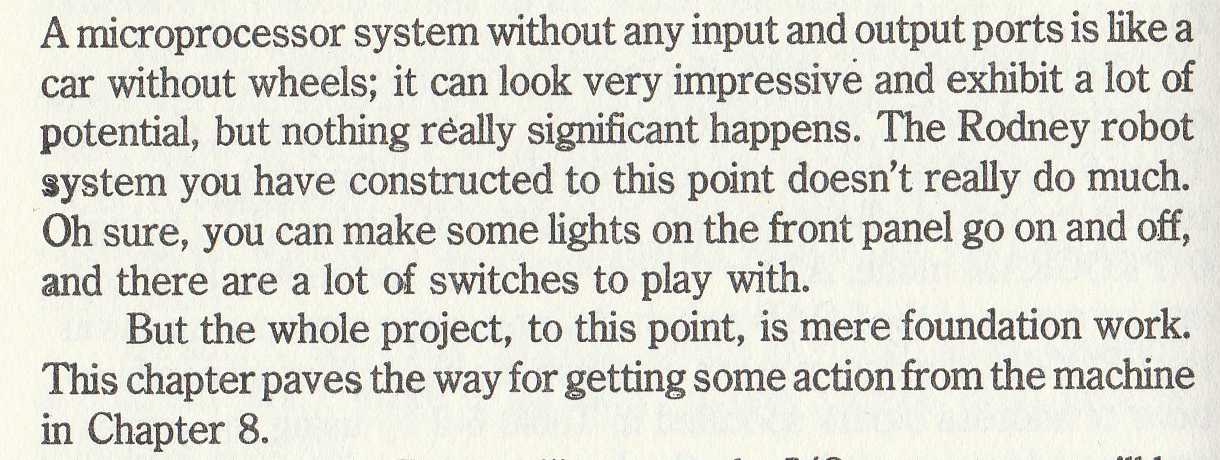 A microprocessor system without any input and output ports is like a
car without wheels; it can look very impressive and exhibit a lot of
potential, but nothing really significant happens. The Rodney robot
system you have constructed to this point doesn't really do much.
Oh sure, you can make some lights on the front panel go on and off,
and there are a lot of switches to play with.
But the whole project, to this point, is mere foundation work.
This chapter paves the way for getting some action from the machine
in Chapter 8.